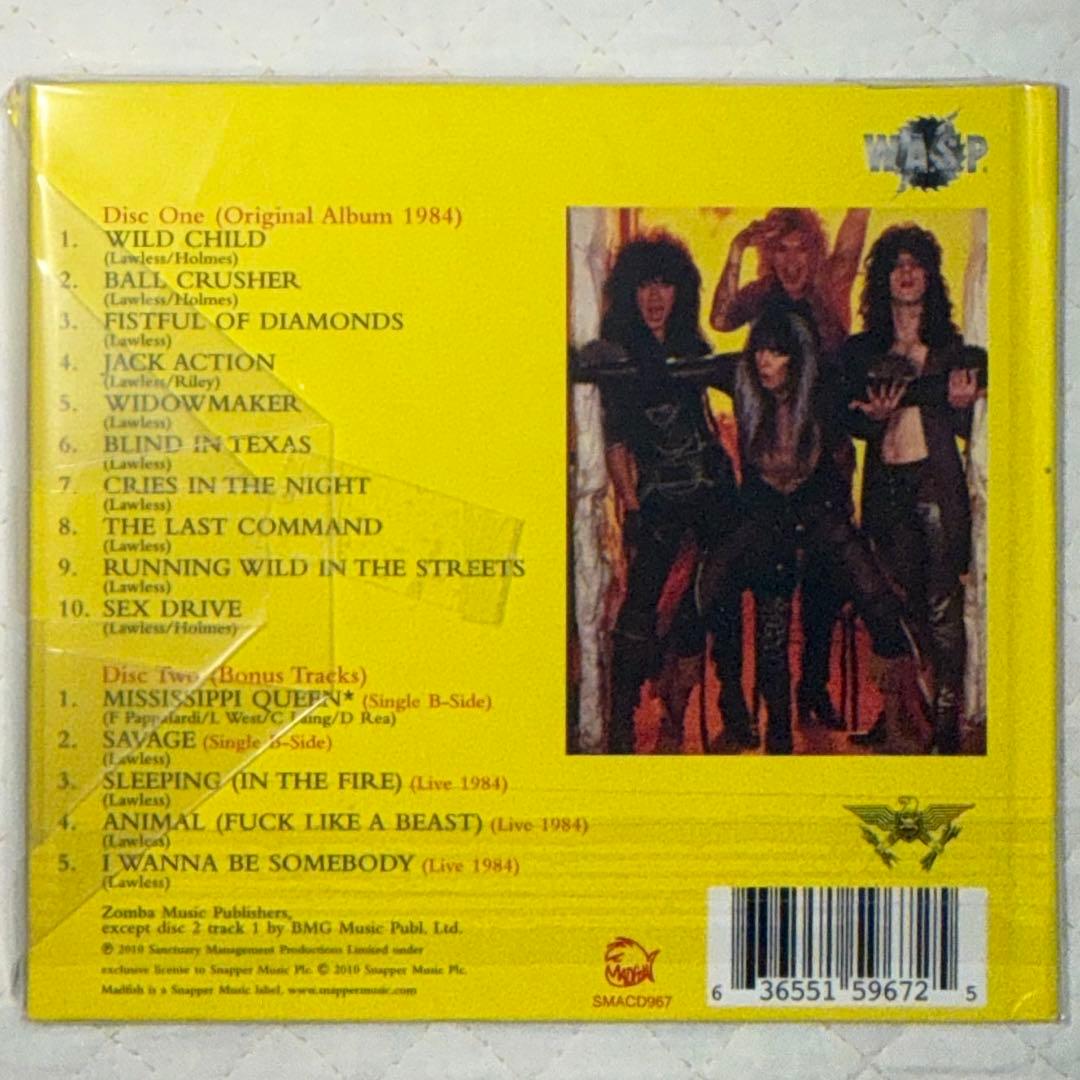 W.A.S.P.
Disc One (Original Album 1984)
1. WILD CHILD
(Lawless/Holmes)
2. BALL CRUSHER
(Lawless/Holmes)
3. FISTFUL OF DIAMONDS
(Lawless)
4. JACK ACTION
(Lawless/Riley)
5. WIDOWMAKER
(Lawless)
6. BLIND IN TEXAS
(Lawless)
7. CRIES IN THE NIGHT
(Lawless)
8. THE LAST COMMAND
(Lawless)
9. RUNNING WILD IN THE STREETS
(Lawless)
10. SEX DRIVE
(Lawless/Holmes)
Disc Two (Bonus Tracks)
1. MISSISSIPPI QUEEN* (Single B-Side)
(F Pappalardi/L West/C Laing/D Rea)
2. SAVAGE (Single B-Side)
(Lawless)
3. SLEEPING (IN THE FIRE) (Live 1984)
(Lawless)
4. ANIMAL (FUCK LIKE A BEAST) (Live 1984)
(Lawless)
5. I WANNA BE SOMEBODY (Live 1984)
(Lawless)
Zomba Music Publishers,
except disc 2 track 1 by BMG Music Publ. Ltd.
℗ 2010 Sanctuary Management Productions Limited under
exclusive license to Snapper Music Plc. © 2010 Snapper Music Plc.
Madfish is a Snapper Music label. www.snappermusic.com
MADFISH
SMACD967
6 36551 59672 5